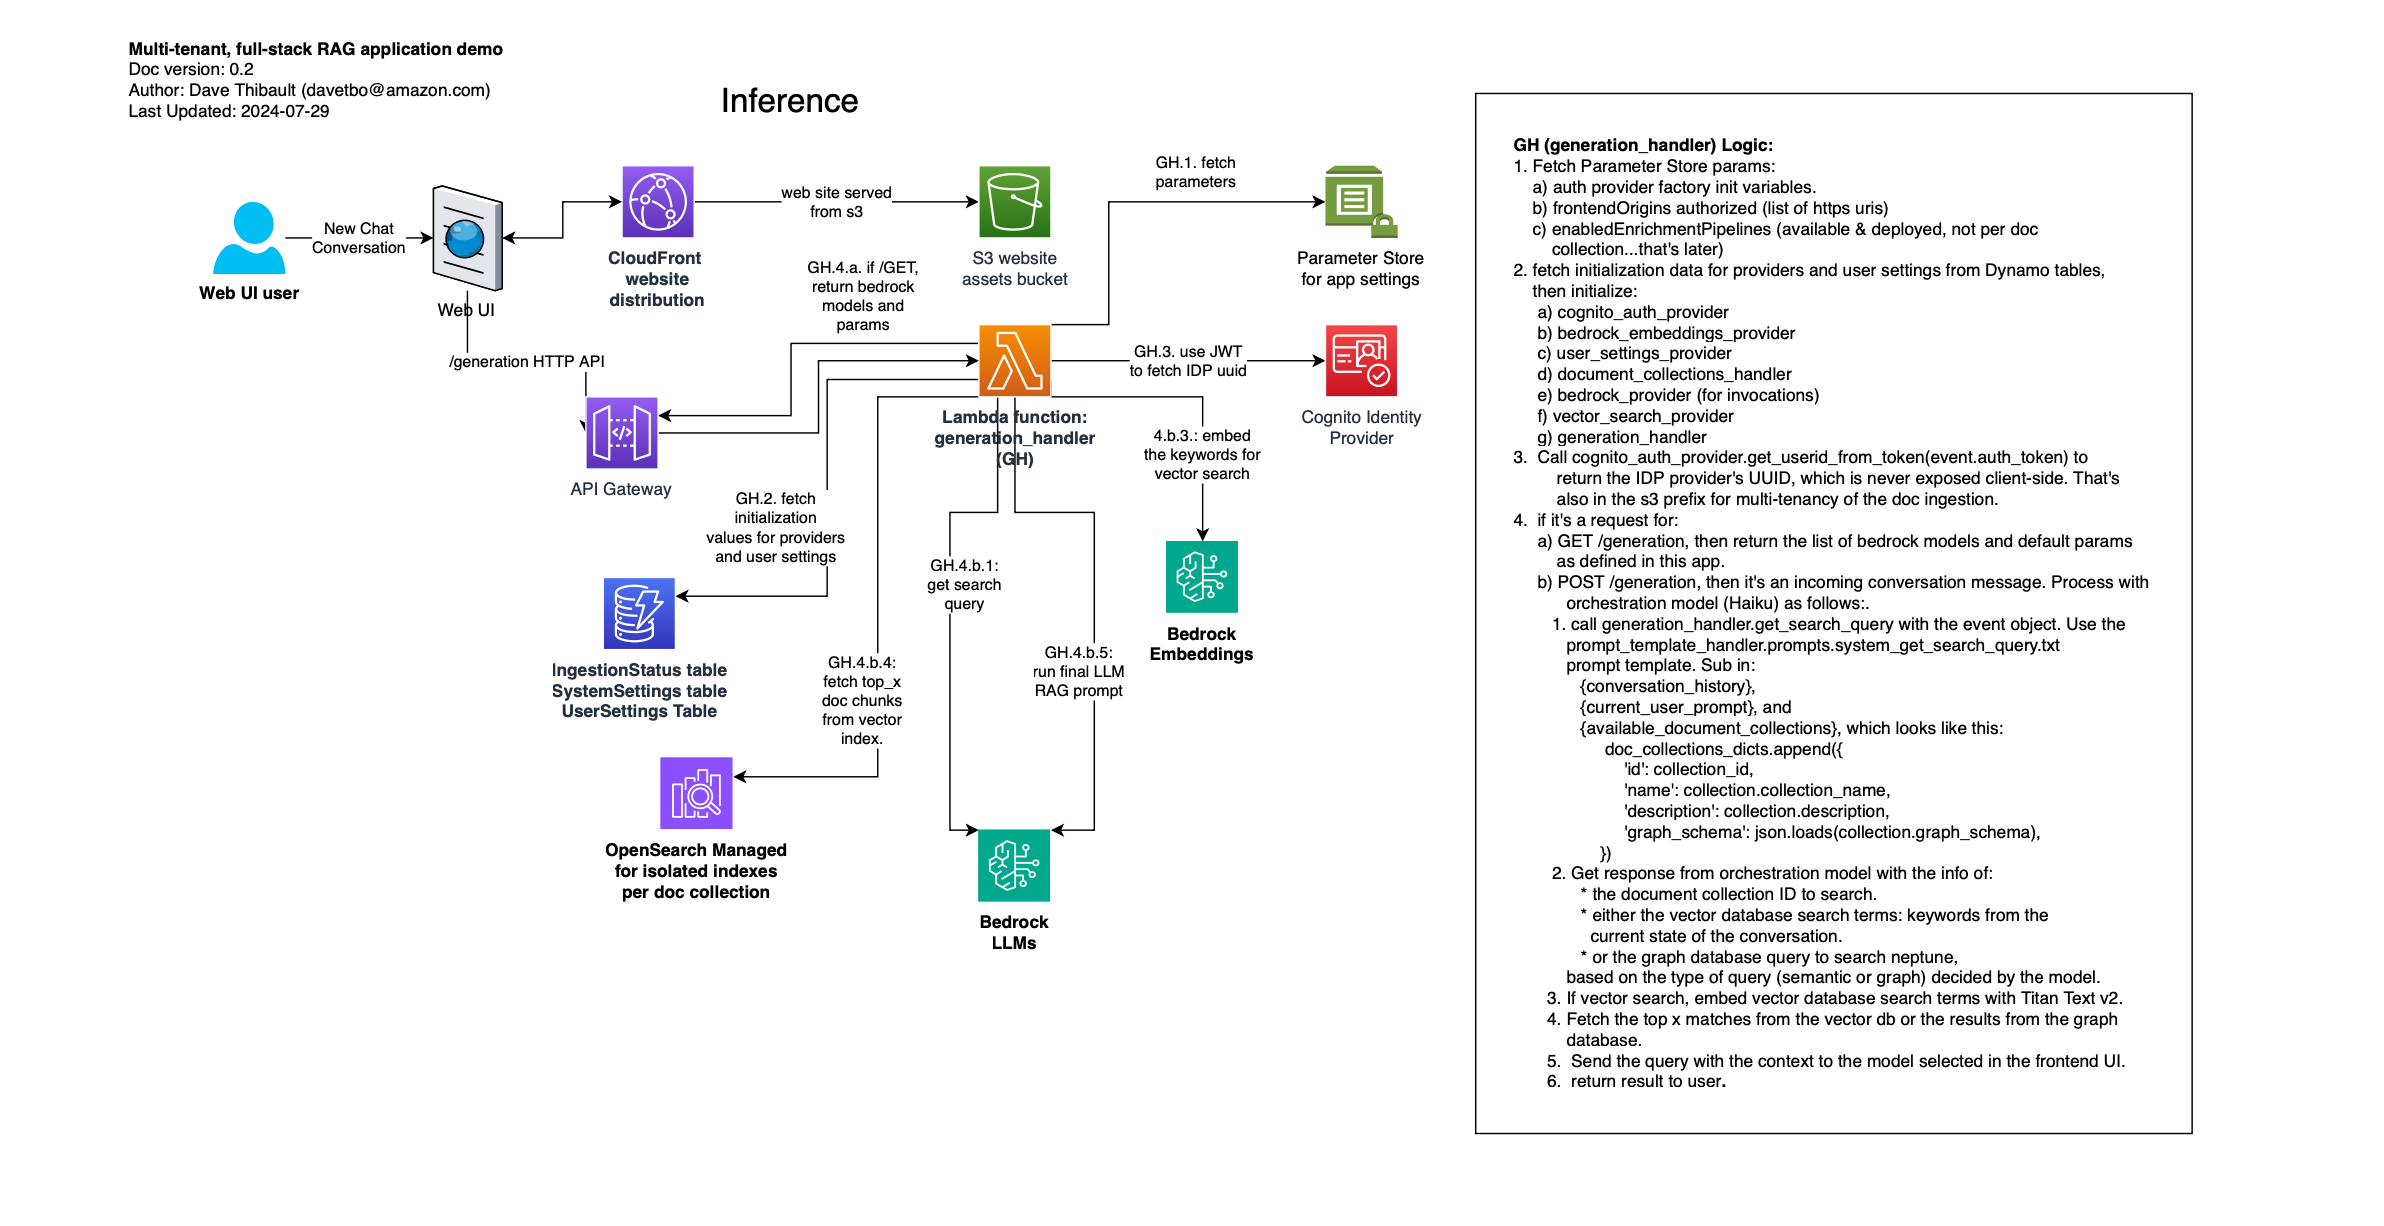 Multi-tenant, full-stack RAG application demo
Doc version: 0.2
Author: Dave Thibault (davetbo@amazon.com)
Last Updated: 2024-07-29
Inference
New Chat
Conversation
Web UI user
Web UI
/generation HTTP API
CloudFront
website
distribution
web site served
from s3
S3 website
assets bucket
GH.1. fetch
parameters
Parameter Store
for app settings
GH.4.a. if /GET,
return bedrock
models and
params
GH.3. use JWT
to fetch IDP uuid
Cognito Identity
Provider
Lambda function:
generation_handler
(GH)
API Gateway
GH.2. fetch
initialization
values for providers
and user settings
4.b.3.: embed
the keywords for
vector search
GH.4.b.1:
get search
query
Bedrock
Embeddings
IngestionStatus table
SystemSettings table
UserSettings Table
GH.4.b.4:
fetch top_x
doc chunks
from vector
index.
GH.4.b.5:
run final LLM
RAG prompt
OpenSearch Managed
for isolated indexes
per doc collection
Bedrock
LLMs
GH (generation_handler) Logic:
1. Fetch Parameter Store params:
a) auth provider factory init variables.
b) frontendOrigins authorized (list of https uris)
c) enabledEnrichmentPipelines (available & deployed, not per doc
collection...that's later)
2. fetch initialization data for providers and user settings from Dynamo tables,
then initialize:
a) cognito_auth_provider
b) bedrock_embeddings_provider
c) user_settings_provider
d) document_collections_handler
e) bedrock_provider (for invocations)
f) vector_search_provider
g) generation_handler
3. Call cognito_auth_provider.get_userid_from_token(event.auth_token) to
return the IDP provider's UUID, which is never exposed client-side. That's
also in the s3 prefix for multi-tenancy of the doc ingestion.
4. if it's a request for:
a) GET /generation, then return the list of bedrock models and default params
as defined in this app.
b) POST /generation, then it's an incoming conversation message. Process with
orchestration model (Haiku) as follows:.
1. call generation_handler.get_search_query with the event object. Use the
prompt_template_handler.prompts.system_get_search_query.txt
prompt template. Sub in:
{conversation_history},
{current_user_prompt}, and
{available_document_collections}, which looks like this:
doc_collections_dicts.append({
'id': collection_id,
'name': collection.collection_name,
'description': collection.description,
'graph_schema': json.loads(collection.graph_schema),
})
2. Get response from orchestration model with the info of:
* the document collection ID to search.
* either the vector database search terms: keywords from the
current state of the conversation.
* or the graph database query to search neptune,
based on the type of query (semantic or graph) decided by the model.
3. If vector search, embed vector database search terms with Titan Text v2.
4. Fetch the top x matches from the vector db or the results from the graph
database.
5. Send the query with the context to the model selected in the frontend UI.
6. return result to user.